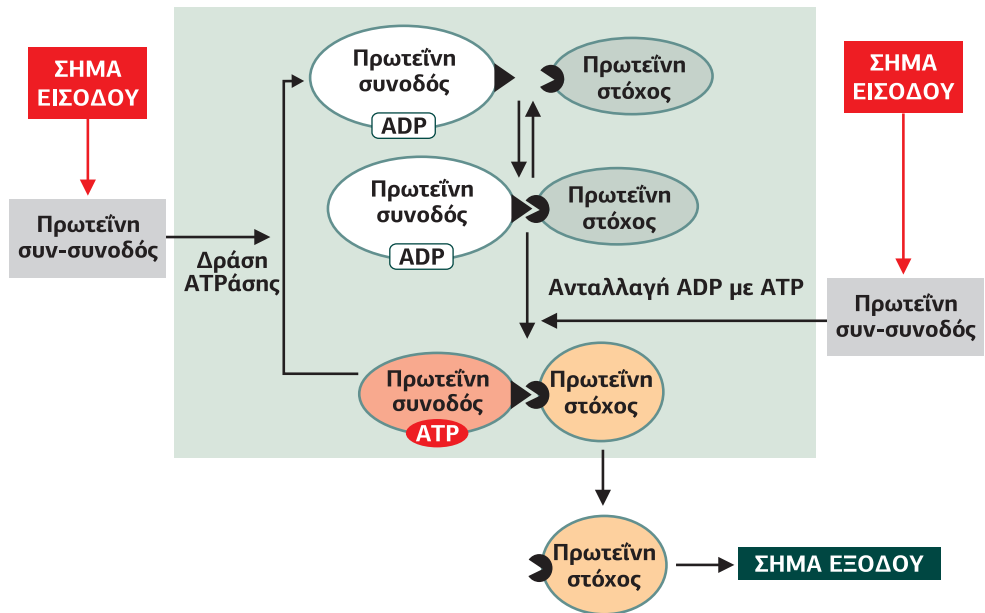 ΣΗΜΑ
ΕΙΣΟΔΟΥ
Πρωτεΐνη
συν-συνοδός
Δράση
ATPάσης
Πρωτεΐνη
συνοδός
ADP
Πρωτεΐνη
στόχος
Πρωτεΐνη
συνοδός
ADP
Πρωτεΐνη
στόχος
ΣΗΜΑ
ΕΙΣΟΔΟΥ
Ανταλλαγή ADP με ATP
Πρωτεΐνη
συν-συνοδός
Πρωτεΐνη
συνοδός
ATP
Πρωτεΐνη
στόχος
Πρωτεΐνη
στόχος
ΣΗΜΑ ΕΞΟΔΟΥ